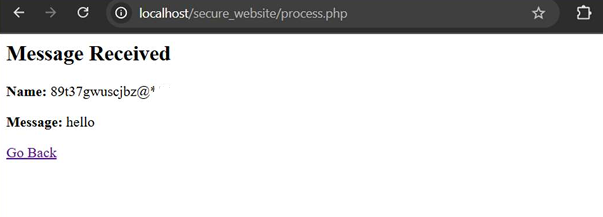 localhost/secure_website/process.php
Message Received
Name: 89t37gwuscjbz@*
Message: hello
Go Back